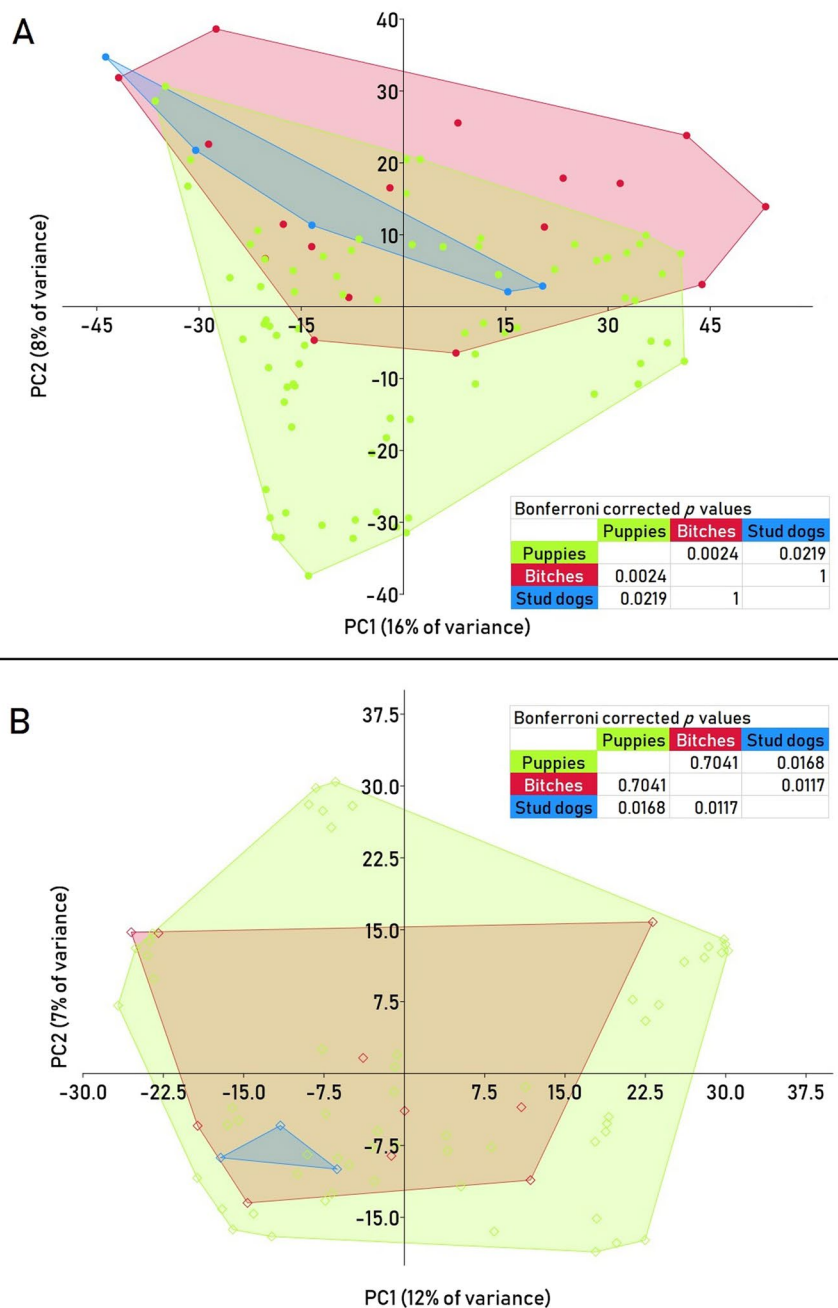 A
40
30
20
10
-45
-30
-15
15
30
45
-10
-20
-30
-40
PC2 (8% of variance)
PC1 (16% of variance)
Bonferroni corrected p values
Puppies Bitches Stud dogs
Puppies 0.0024 0.0219
Bitches 0.0024 1
Stud dogs 0.0219 1
B
37.5
30.0
22.5
15.0
7.5
-30.0
-22.5
-15.0
-7.5
7.5
15.0
22.5
30.0
37.5
-7.5
-15.0
PC2 (7% of variance)
PC1 (12% of variance)
Bonferroni corrected p values
Puppies Bitches Stud dogs
Puppies 0.7041 0.0168
Bitches 0.7041 0.0117
Stud dogs 0.0168 0.0117